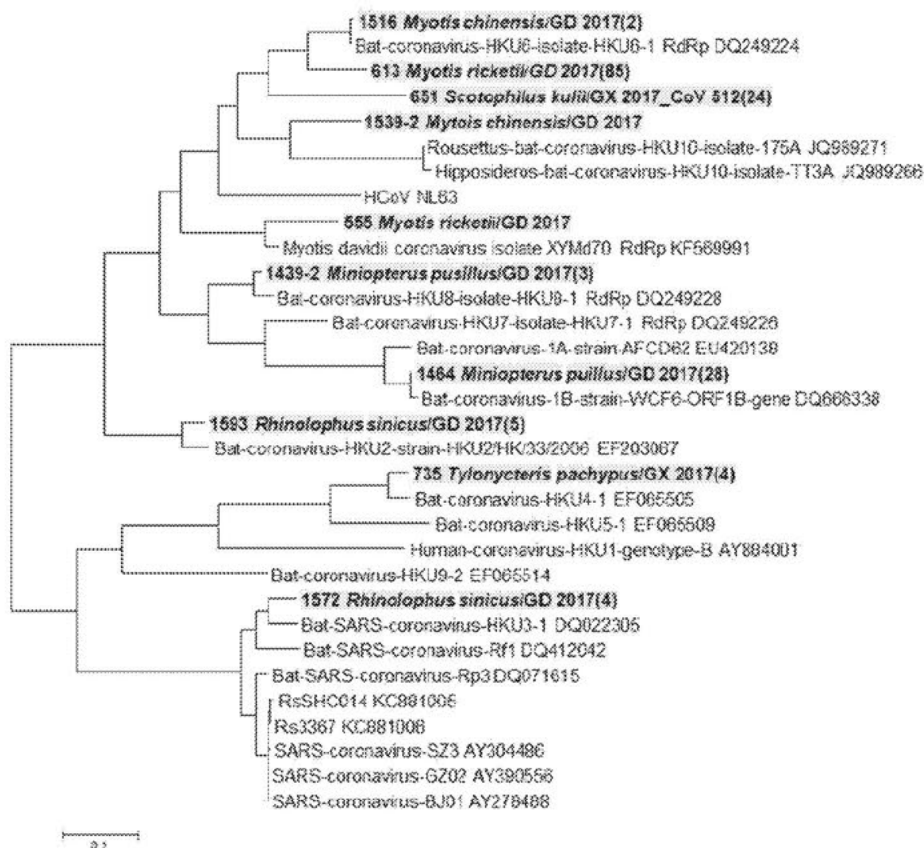 1516 Myotis chinensis/GD 2017(2)
Bat-coronavirus-HKU6-isolate-HKU6-1 RdRp DQ249224
613 Myotis ricketii/GD 2017(85)
651 Scotophilus kulii/GX 2017_CoV 512(24)
1539-2 Mytois chinensis/GD 2017
Rousettus-bat-coronavirus-HKU10-isolate-175A JQ989271
Hipposideros-bat-coronavirus-HKU10-isolate-TT3A JQ989266
HCoV NL63
555 Myotis ricketii/GD 2017
Myotis davidii coronavirus isolate XYMd70 RdRp KF569991
1439-2 Miniopterus pusillus/GD 2017(3)
Bat-coronavirus-HKU8-isolate-HKU8-1 RdRp DQ249228
Bat-coronavirus-HKU7-isolate-HKU7-1 RdRp DQ249226
Bat-coronavirus-1A-strain-AFCD62 EU420138
1464 Miniopterus puillus/GD 2017(28)
Bat-coronavirus-1B-strain-WCF6-ORF1B-gene DQ666338
1593 Rhinolophus sinicus/GD 2017(5)
Bat-coronavirus-HKU2-strain-HKU2/HK/33/2006 EF203067
735 Tylonycteris pachypus/GX 2017(4)
Bat-coronavirus-HKU4-1 EF065505
Bat-coronavirus-HKU5-1 EF065509
Human-coronavirus-HKU1-genotype-B AY884001
Bat-coronavirus-HKU9-2 EF065514
1572 Rhinolophus sinicus/GD 2017(4)
Bat-SARS-coronavirus-HKU3-1 DQ022305
Bat-SARS-coronavirus-Rf1 DQ412042
Bat-SARS-coronavirus-Rp3 DQ071615
RsSHC014 KC881005
Rs3367 KC881006
SARS-coronavirus-SZ3 AY304486
SARS-coronavirus-GZ02 AY390556
SARS-coronavirus-BJ01 AY278488